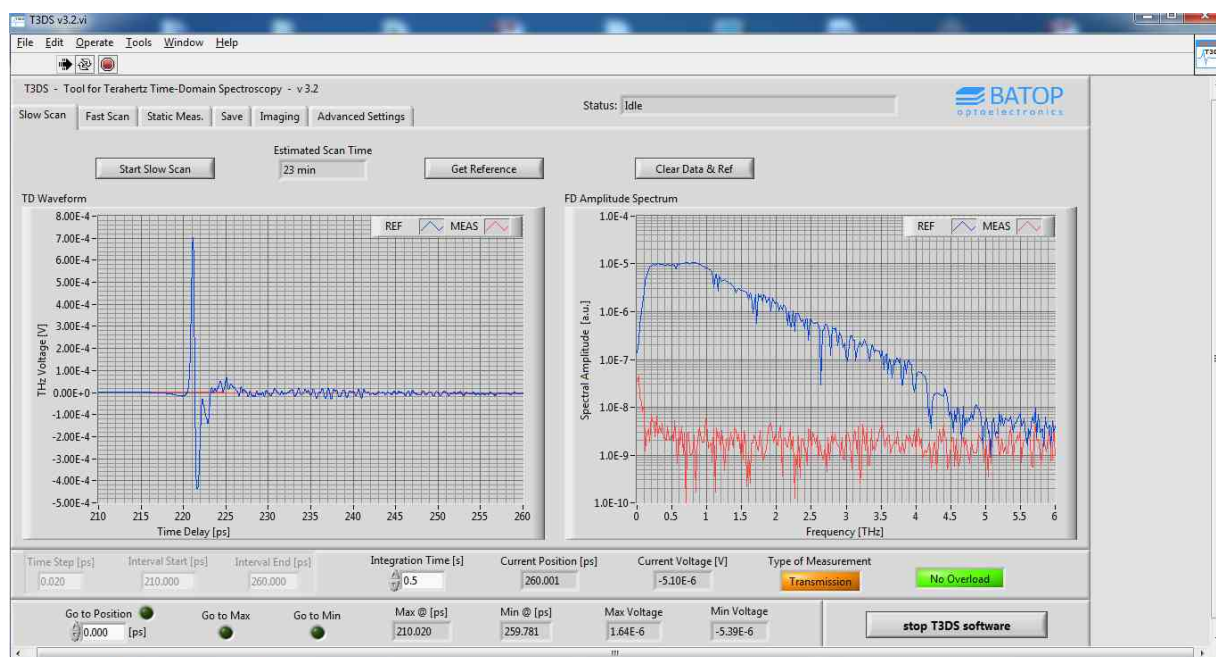 T3DS v3.2.vi
File Edit Operate Tools Window Help
T3DS - Tool for Terahertz Time-Domain Spectroscopy - v 3.2
Status: Idle
BATOP
optoelectronics
Slow Scan Fast Scan Static Meas. Save Imaging Advanced Settings
Estimated Scan Time
Start Slow Scan 23 min Get Reference Clear Data & Ref
TD Waveform
REF MEAS
THz Voltage [V]
8.00E-4
7.00E-4
6.00E-4
5.00E-4
4.00E-4
3.00E-4
2.00E-4
1.00E-4
0.00E+0
-1.00E-4
-2.00E-4
-3.00E-4
-4.00E-4
-5.00E-4
210 215 220 225 230 235 240 245 250 255 260
Time Delay [ps]
FD Amplitude Spectrum
REF MEAS
Spectral Amplitude [a.u.]
1.0E-4
1.0E-5
1.0E-6
1.0E-7
1.0E-8
1.0E-9
1.0E-10
0 0.5 1 1.5 2 2.5 3 3.5 4 4.5 5 5.5 6
Frequency [THz]
Time Step [ps] Interval Start [ps] Interval End [ps] Integration Time [s] Current Position [ps] Current Voltage [V] Type of Measurement
0.020 210.000 260.000 0.5 260.001 -5.10E-6 Transmission No Overload
Go to Position Go to Max Go to Min Max @ [ps] Min @ [ps] Max Voltage Min Voltage
0.000 [ps] 210.020 259.781 1.64E-6 -5.39E-6 stop T3DS software